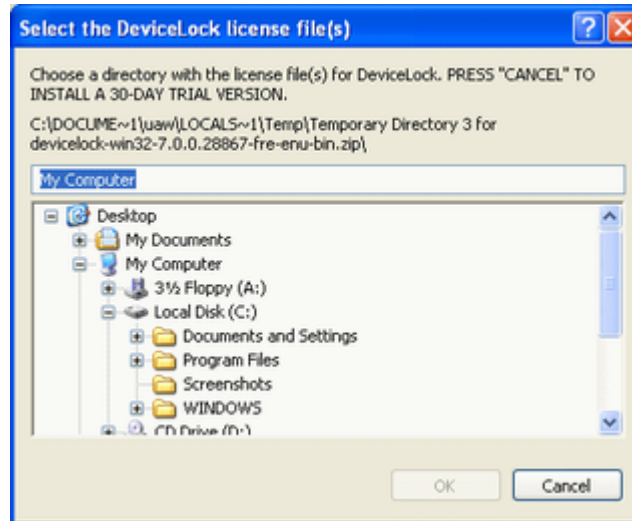 Select the DeviceLock license file(s)
Choose a directory with the license file(s) for DeviceLock. PRESS "CANCEL" TO
INSTALL A 30-DAY TRIAL VERSION.
C:\DOCUME~1\uaw\LOCALS~1\Temp\Temporary Directory 3 for
devicelock-win32-7.0.0.28867-fre-enu-bin.zip\
My Computer
Desktop
My Documents
My Computer
3½ Floppy (A:)
Local Disk (C:)
Documents and Settings
Program Files
Screenshots
WINDOWS
CD Drive (D:)
OK Cancel